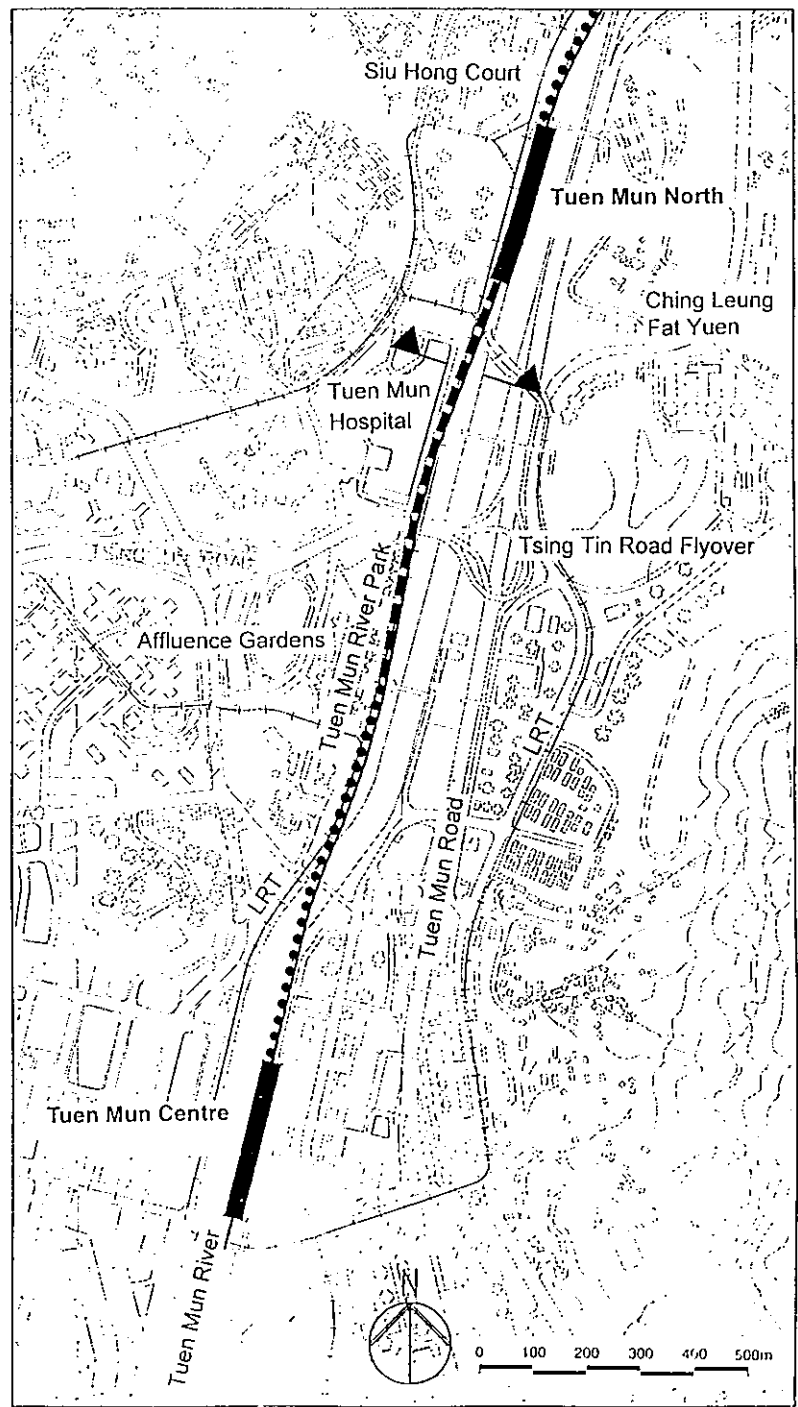 Siu Hong Court
Tuen Mun North
Ching Leung
Fat Yuen
Tuen Mun
Hospital
Tsing Tin Road Flyover
Tuen Mun River Park
Affluence Gardens
LRT
Tuen Mun Road
LRT
Tuen Mun Centre
Tuen Mun River
N
0 100 200 300 400 500m